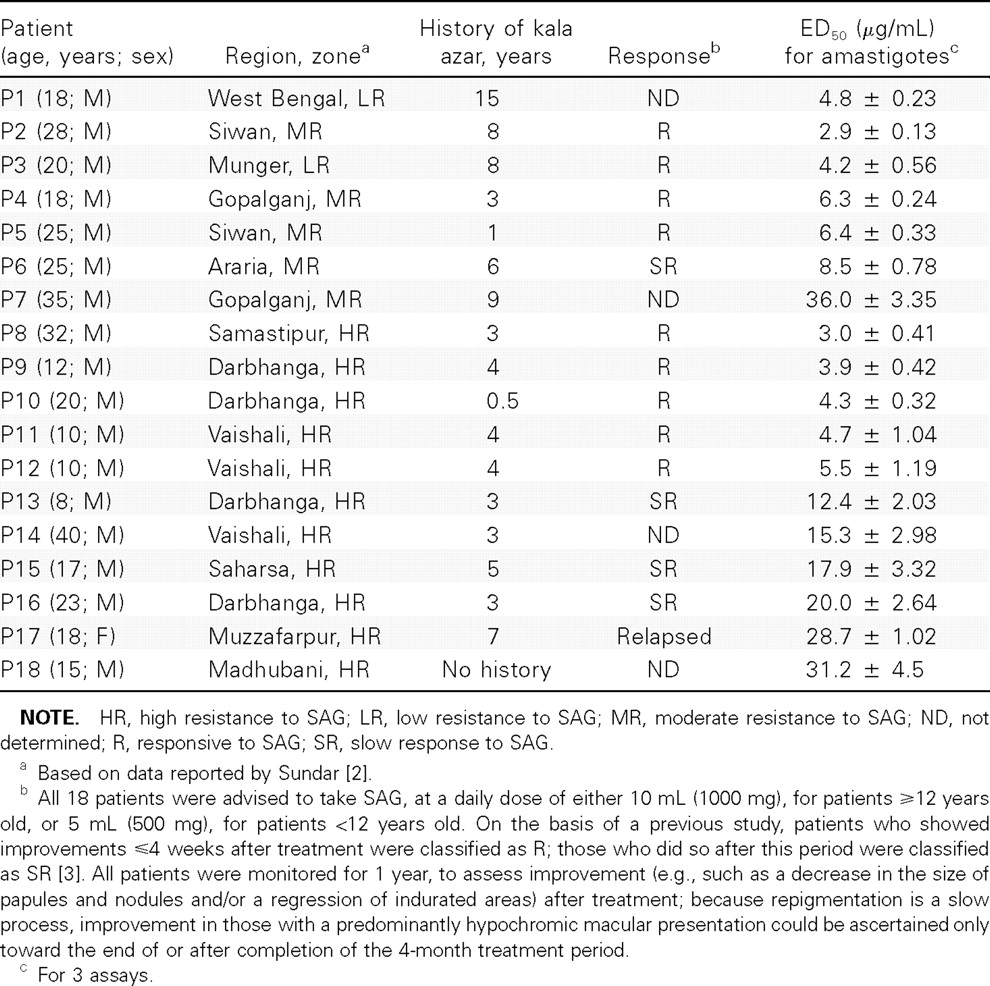 Patient (age, years; sex) Region, zone^a History of kala azar, years Response^b ED50 (μg/mL) for amastigotes^c
P1 (18; M) West Bengal, LR 15 ND 4.8 ± 0.23
P2 (28; M) Siwan, MR 8 R 2.9 ± 0.13
P3 (20; M) Munger, LR 8 R 4.2 ± 0.56
P4 (18; M) Gopalganj, MR 3 R 6.3 ± 0.24
P5 (25; M) Siwan, MR 1 R 6.4 ± 0.33
P6 (25; M) Araria, MR 6 SR 8.5 ± 0.78
P7 (35; M) Gopalganj, MR 9 ND 36.0 ± 3.35
P8 (32; M) Samastipur, HR 3 R 3.0 ± 0.41
P9 (12; M) Darbhanga, HR 4 R 3.9 ± 0.42
P10 (20; M) Darbhanga, HR 0.5 R 4.3 ± 0.32
P11 (10; M) Vaishali, HR 4 R 4.7 ± 1.04
P12 (10; M) Vaishali, HR 4 R 5.5 ± 1.19
P13 (8; M) Darbhanga, HR 3 SR 12.4 ± 2.03
P14 (40; M) Vaishali, HR 3 ND 15.3 ± 2.98
P15 (17; M) Saharsa, HR 5 SR 17.9 ± 3.32
P16 (23; M) Darbhanga, HR 3 SR 20.0 ± 2.64
P17 (18; F) Muzzafarpur, HR 7 Relapsed 28.7 ± 1.02
P18 (15; M) Madhubani, HR No history ND 31.2 ± 4.5
NOTE. HR, high resistance to SAG; LR, low resistance to SAG; MR, moderate resistance to SAG; ND, not
determined; R, responsive to SAG; SR, slow response to SAG.
a Based on data reported by Sundar [2].
b All 18 patients were advised to take SAG, at a daily dose of either 10 mL (1000 mg), for patients ⩾12 years
old, or 5 mL (500 mg), for patients <12 years old. On the basis of a previous study, patients who showed
improvements ⩽4 weeks after treatment were classified as R; those who did so after this period were classified
as SR [3]. All patients were monitored for 1 year, to assess improvement (e.g., such as a decrease in the size of
papules and nodules and/or a regression of indurated areas) after treatment; because repigmentation is a slow
process, improvement in those with a predominantly hypochromic macular presentation could be ascertained only
toward the end of or after completion of the 4-month treatment period.
c For 3 assays.